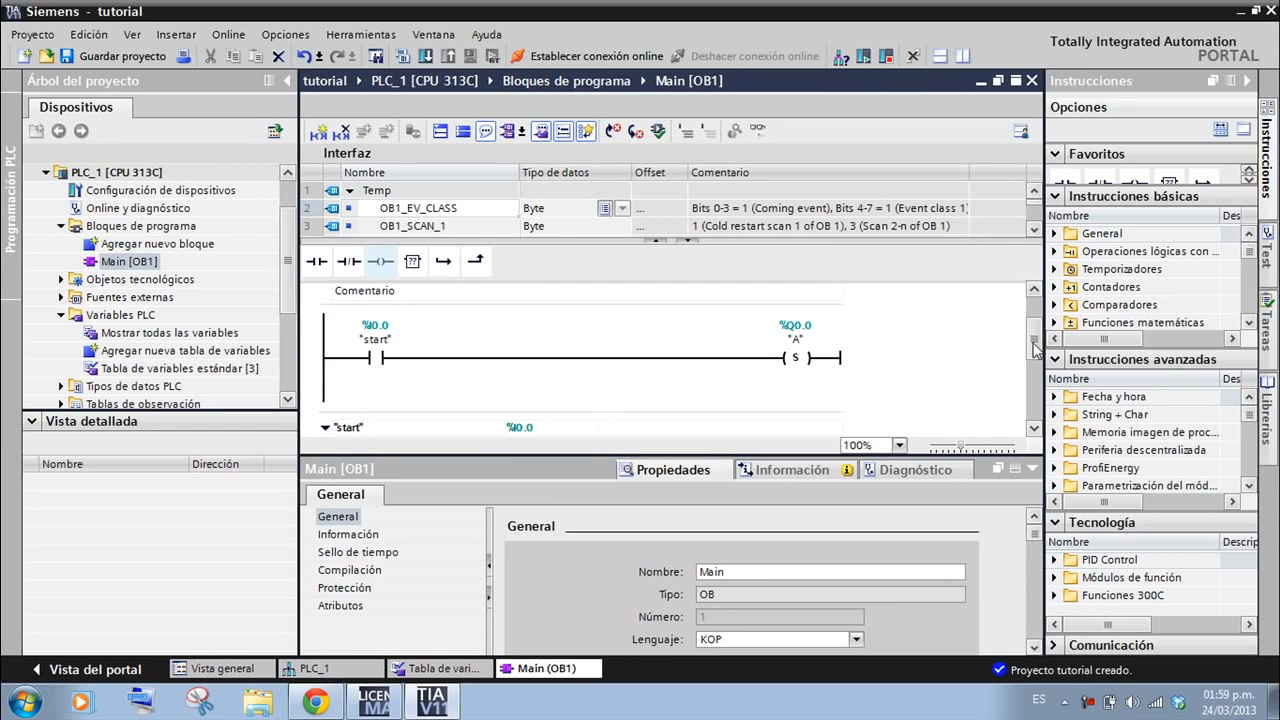 Siemens - tutorial
Proyecto Edición Ver Insertar Online Opciones Herramientas Ventana Ayuda
Totally Integrated Automation
PORTAL
Guardar proyecto
Establecer conexión online
Deshacer conexión online
Árbol del proyecto
tutorial PLC_1 [CPU 313C] Bloques de programa Main [OB1]
Instrucciones
Dispositivos
Opciones
Programación PLC
PLC_1 [CPU 313C]
Configuración de dispositivos
Online y diagnóstico
Bloques de programa
Agregar nuevo bloque
Main [OB1]
Objetos tecnológicos
Fuentes externas
Variables PLC
Mostrar todas las variables
Agregar nueva tabla de variables
Tabla de variables estándar [3]
Tipos de datos PLC
Tablas de observación
Vista detallada
Nombre Dirección
Interfaz
Nombre Tipo de datos Offset Comentario
1 Temp
2 OB1_EV_CLASS Byte ... Bits 0-3 = 1 (Coming event), Bits 4-7 = 1 (Event class 1)
3 OB1_SCAN_1 Byte ... 1 (Cold restart scan 1 of OB 1), 3 (Scan 2-n of OB 1)
??
Comentario
%I0.0 %Q0.0
"start" "A"
S
"start" %I0.0
100%
Main [OB1]
Propiedades Información Diagnóstico
General
General
Información
Sello de tiempo
Compilación
Protección
Atributos
General
Nombre: Main
Tipo: OB
Número: 1
Lenguaje: KOP
Favoritos
Instrucciones básicas
Nombre Des
General
Operaciones lógicas con ...
Temporizadores
Contadores
Comparadores
Funciones matemáticas
Instrucciones avanzadas
Nombre Des
Fecha y hora
String + Char
Memoria imagen de proc...
Periferia descentralizada
ProfiEnergy
Parametrización del mód...
Tecnología
Nombre Descrip
PID Control
Módulos de función
Funciones 300C
Comunicación
Instrucciones
Test
Tareas
Librerías
Vista del portal
Vista general
PLC_1
Tabla de vari...
Main (OB1)
Proyecto tutorial creado.
LICEN
MA
TIA
V11
ES
01:59 p.m.
24/03/2013